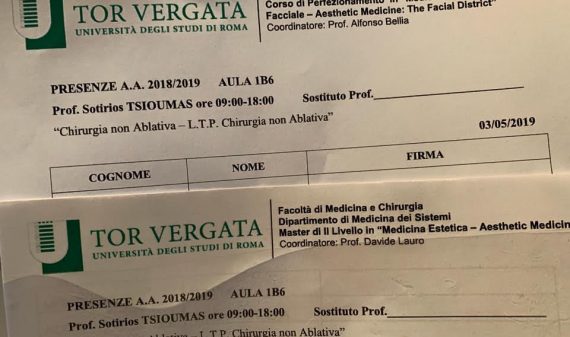 TOR VERGATA
UNIVERSITÀ DEGLI STUDI DI ROMA
Corso di Perfezionamento in
Facciale – Aesthetic Medicine: The Facial District"
Coordinatore: Prof. Alfonso Bellia
PRESENZE A.A. 2018/2019 AULA 1B6
Prof. Sotirios TSIOUMAS ore 09:00-18:00 Sostituto Prof.
"Chirurgia non Ablativa – L.T.P. Chirurgia non Ablativa"
03/05/2019
COGNOME NOME FIRMA
TOR VERGATA
UNIVERSITÀ DEGLI STUDI DI ROMA
Facoltà di Medicina e Chirurgia
Dipartimento di Medicina dei Sistemi
Master di II Livello in "Medicina Estetica – Aesthetic Medicin
Coordinatore: Prof. Davide Lauro
PRESENZE A.A. 2018/2019 AULA 1B6
Prof. Sotirios TSIOUMAS ore 09:00-18:00 Sostituto Prof.
Ablativa – L.T.P. Chirurgia non Ablativa"